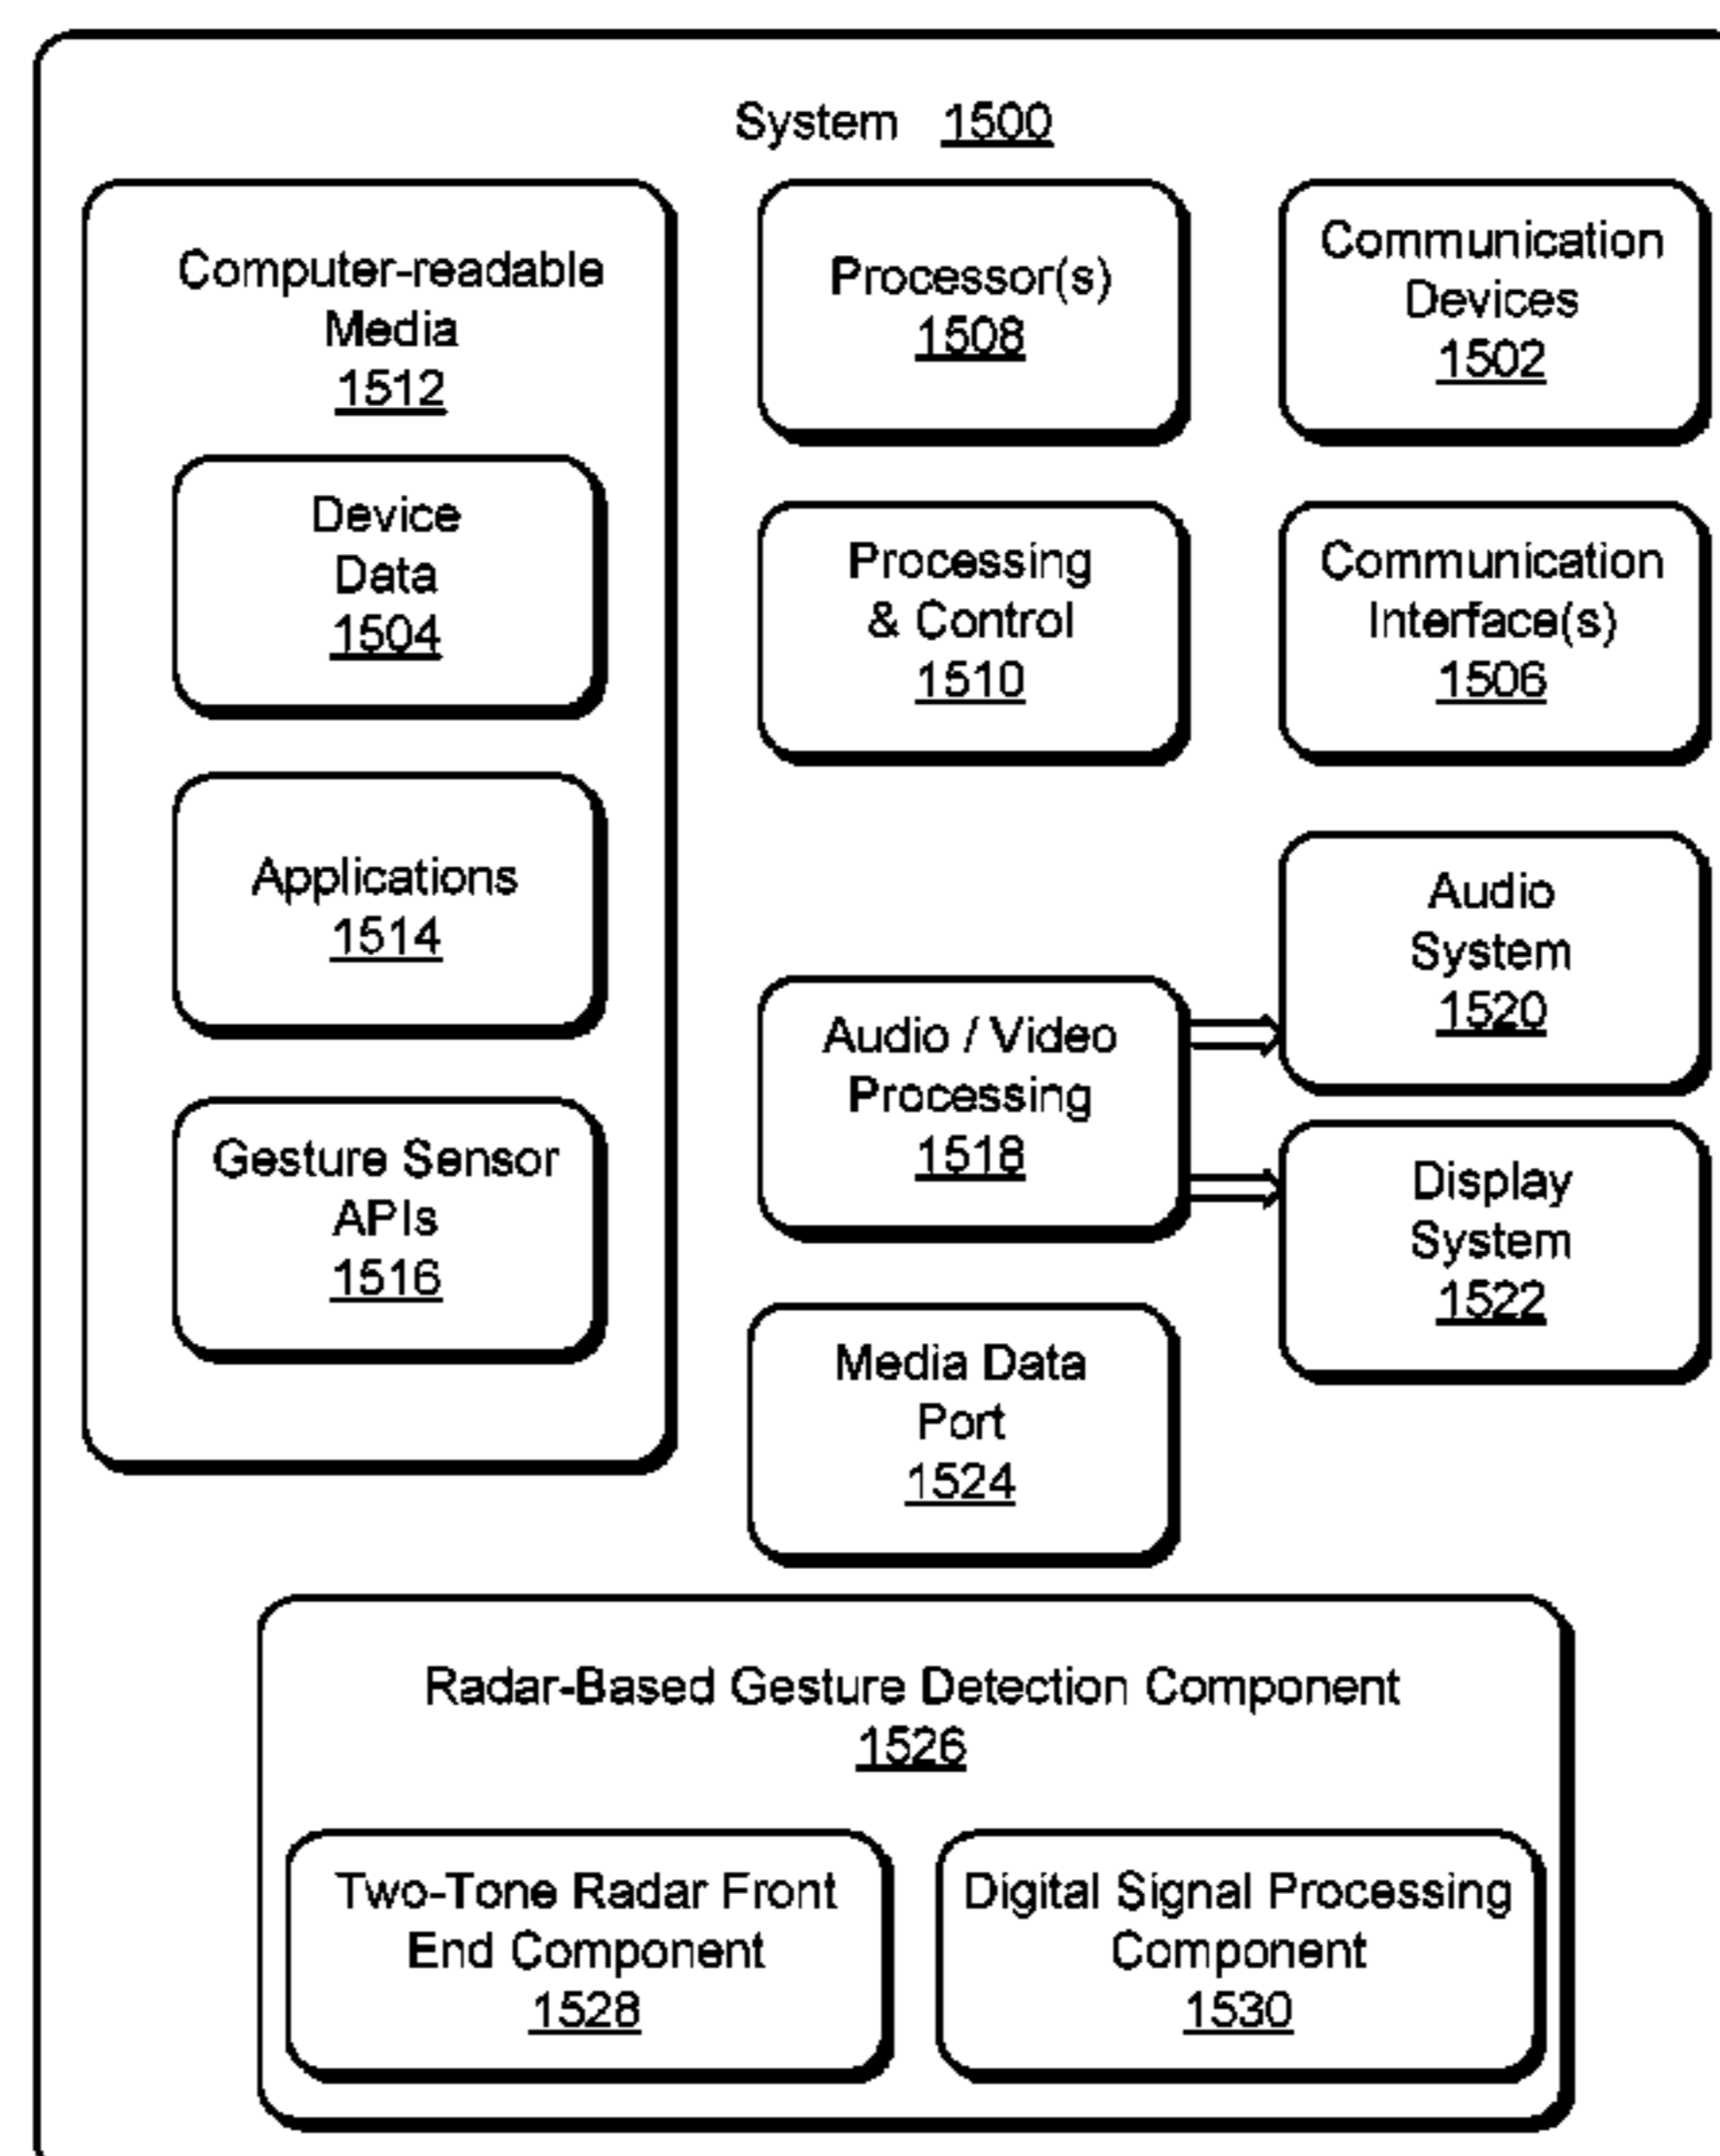 System 1500
Computer-readable
Media
1512
Device
Data
1504
Applications
1514
Gesture Sensor
APIs
1516
Processor(s)
1508
Communication
Devices
1502
Processing
& Control
1510
Communication
Interface(s)
1506
Audio / Video
Processing
1518
Audio
System
1520
Display
System
1522
Media Data
Port
1524
Radar-Based Gesture Detection Component
1526
Two-Tone Radar Front
End Component
1528
Digital Signal Processing
Component
1530